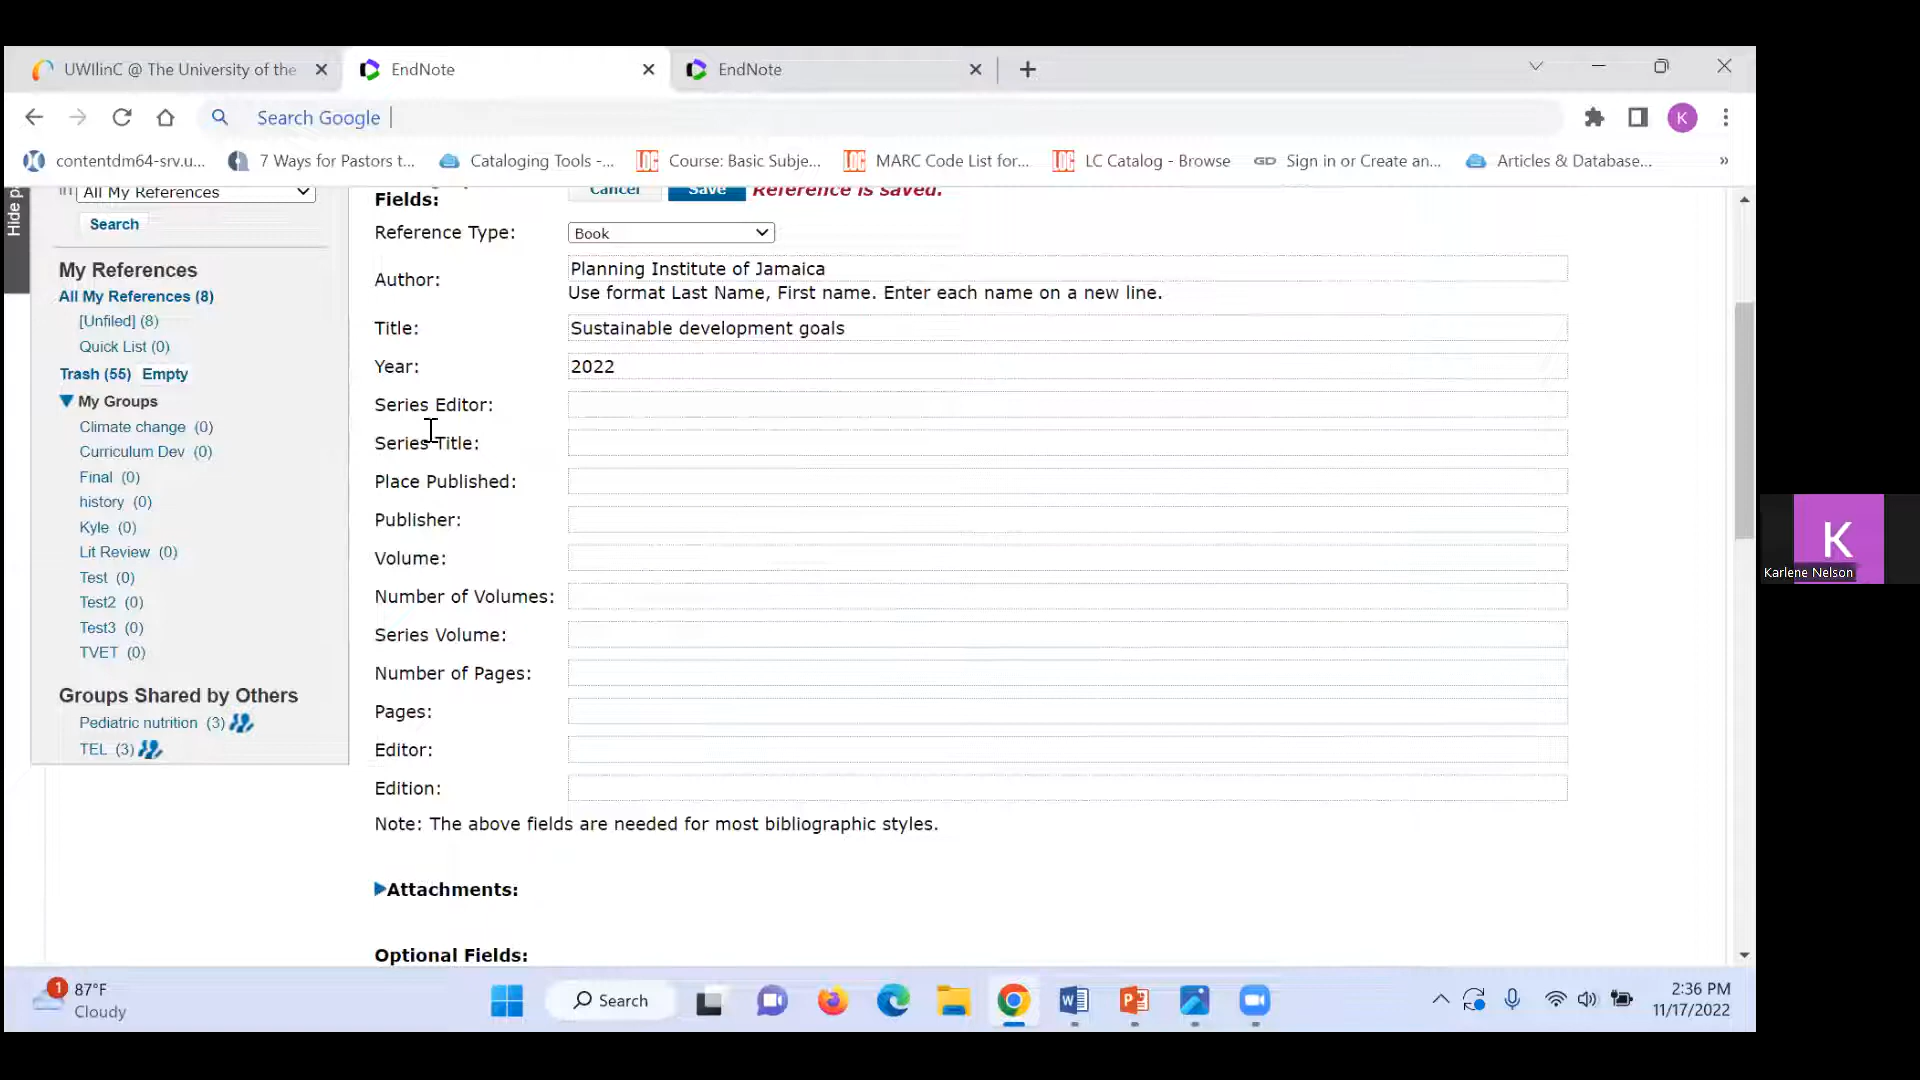 UWIlinC @ The University of the
EndNote
EndNote
Search Google
contentdm64-srv.u...
7 Ways for Pastors t...
Cataloging Tools -...
Course: Basic Subje...
MARC Code List for...
LC Catalog - Browse
Sign in or Create an...
Articles & Database...
»
K
Hide p
in All My References
Search
My References
All My References (8)
[Unfiled] (8)
Quick List (0)
Trash (55) Empty
My Groups
Climate change (0)
Curriculum Dev (0)
Final (0)
history (0)
Kyle (0)
Lit Review (0)
Test (0)
Test2 (0)
Test3 (0)
TVET (0)
Groups Shared by Others
Pediatric nutrition (3)
TEL (3)
Fields:
Cancel Save Reference is saved.
Reference Type: Book
Author: Planning Institute of Jamaica
Use format Last Name, First name. Enter each name on a new line.
Title: Sustainable development goals
Year: 2022
Series Editor:
Series Title:
Place Published:
Publisher:
Volume:
Number of Volumes:
Series Volume:
Number of Pages:
Pages:
Editor:
Edition:
Note: The above fields are needed for most bibliographic styles.
Attachments:
Optional Fields:
K
Karlene Nelson
1
87°F
Cloudy
Search
2:36 PM
11/17/2022